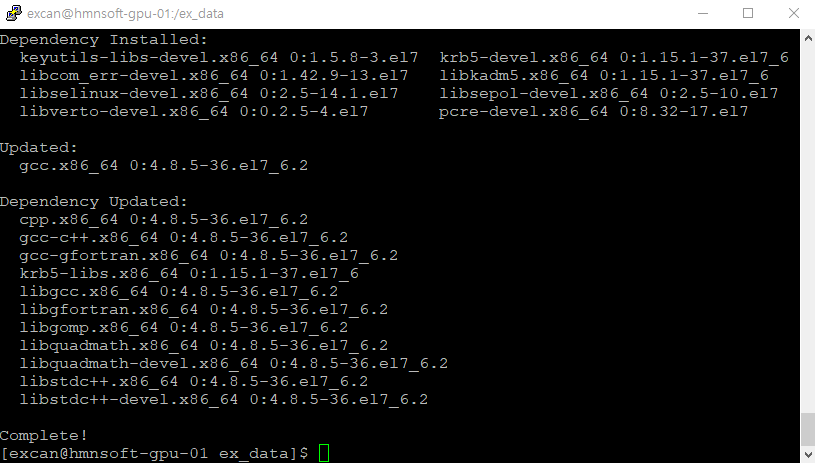 excan@hmnsoft-gpu-01:/ex_data
Dependency Installed:
  keyutils-libs-devel.x86_64 0:1.5.8-3.el7  krb5-devel.x86_64 0:1.15.1-37.el7_6
  libcom_err-devel.x86_64 0:1.42.9-13.el7   libkadm5.x86_64 0:1.15.1-37.el7_6
  libselinux-devel.x86_64 0:2.5-14.1.el7    libsepol-devel.x86_64 0:2.5-10.el7
  libverto-devel.x86_64 0:0.2.5-4.el7       pcre-devel.x86_64 0:8.32-17.el7

Updated:
  gcc.x86_64 0:4.8.5-36.el7_6.2

Dependency Updated:
  cpp.x86_64 0:4.8.5-36.el7_6.2
  gcc-c++.x86_64 0:4.8.5-36.el7_6.2
  gcc-gfortran.x86_64 0:4.8.5-36.el7_6.2
  krb5-libs.x86_64 0:1.15.1-37.el7_6
  libgcc.x86_64 0:4.8.5-36.el7_6.2
  libgfortran.x86_64 0:4.8.5-36.el7_6.2
  libgomp.x86_64 0:4.8.5-36.el7_6.2
  libquadmath.x86_64 0:4.8.5-36.el7_6.2
  libquadmath-devel.x86_64 0:4.8.5-36.el7_6.2
  libstdc++.x86_64 0:4.8.5-36.el7_6.2
  libstdc++-devel.x86_64 0:4.8.5-36.el7_6.2

Complete!
[excan@hmnsoft-gpu-01 ex_data]$